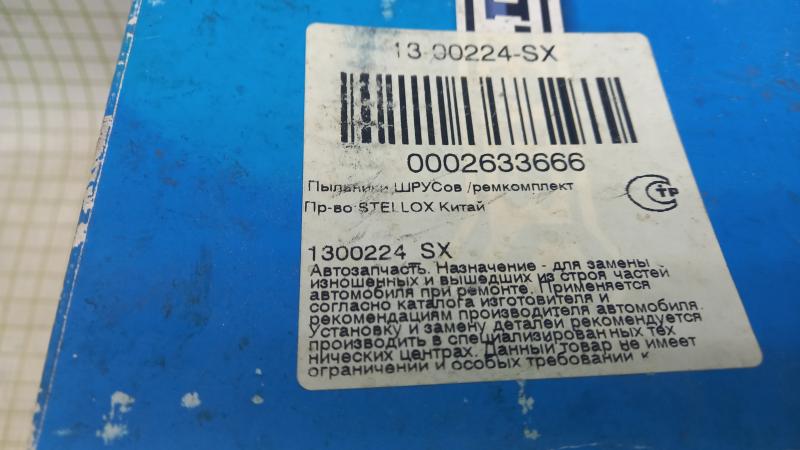 13-00224-SX
0002633666
Пыльники ШРУСов /ремкомплект
Пр-во STELLOX Китай
СТР
1300224_SX
Автозапчасть. Назначение - для замены
изношенных и вышедших из строя частей
автомобиля при ремонте. Применяется
согласно каталога изготовителя и
рекомендациям производителя автомобиля.
Установку и замену деталей рекомендуется
производить в специализированных тех
нических центрах. Данный товар не имеет
ограничений и особых требований к